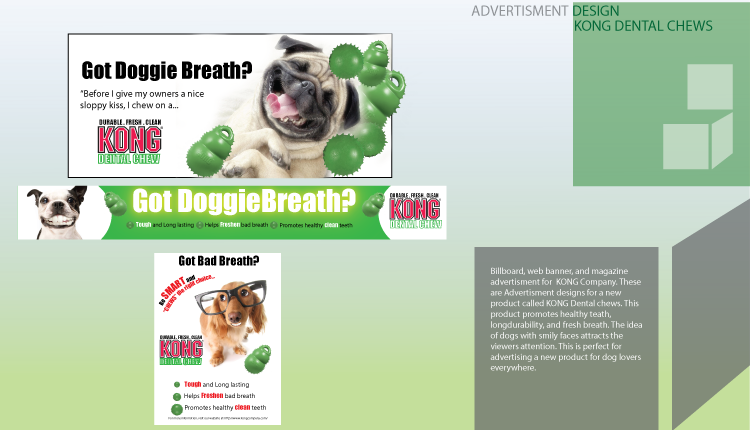 ADVERTISMENT DESIGN
KONG DENTAL CHEWS
Got Doggie Breath?
“Before I give my owners a nice
sloppy kiss, I chew on a...
DURABLE . FRESH . CLEAN
KONG
DENTAL CHEW
Got DoggieBreath?
Tough and Long lasting Helps Freshen bad breath Promotes healthy clean teeth
DURABLE . FRESH . CLEAN
KONG
DENTAL CHEW
Got Bad Breath?
Be SMART and
"CHEWS" the right choice...
DURABLE . FRESH . CLEAN
KONG
DENTAL CHEW
Tough and Long lasting
Helps Freshen bad breath
Promotes healthy clean teeth
Billboard, web banner, and magazine
advertisment for KONG Company. These
are Advertisment designs for a new
product called KONG Dental chews. This
product promotes healthy teath,
longdurability, and fresh breath. The idea
of dogs with smily faces attracts the
viewers attention. This is perfect for
advertising a new product for dog lovers
everywhere.